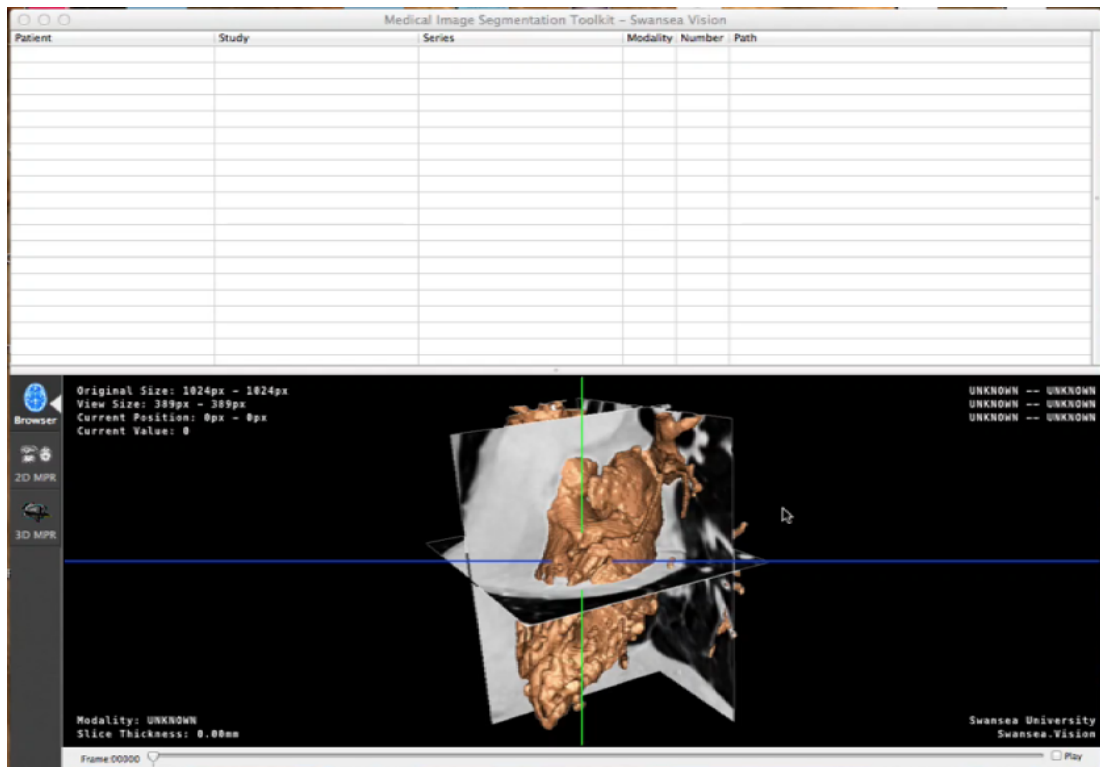 Medical Image Segmentation Toolkit – Swansea Vision
Patient Study Series Modality Number Path
Original Size: 1024px - 1024px
View Size: 389px - 389px
Current Position: 0px - 0px
Current Value: 0
UNKNOWN -- UNKNOWN
UNKNOWN -- UNKNOWN
UNKNOWN -- UNKNOWN
Browser
2D MPR
3D MPR
Modality: UNKNOWN
Slice Thickness: 0.00mm
Swansea University
Swansea.Vision
Frame:00000
Play